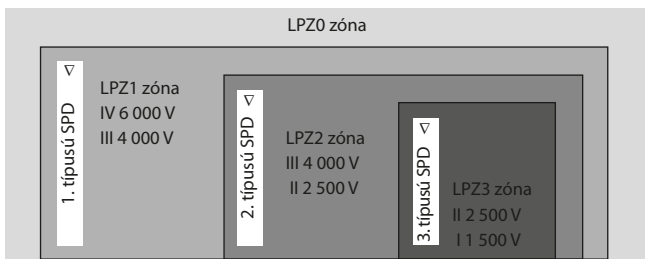 LPZ0 zóna
1. típusú SPD
LPZ1 zóna
IV 6 000 V
III 4 000 V
2. típusú SPD
LPZ2 zóna
III 4 000 V
II 2 500 V
3. típusú SPD
LPZ3 zóna
II 2 500 V
I 1 500 V